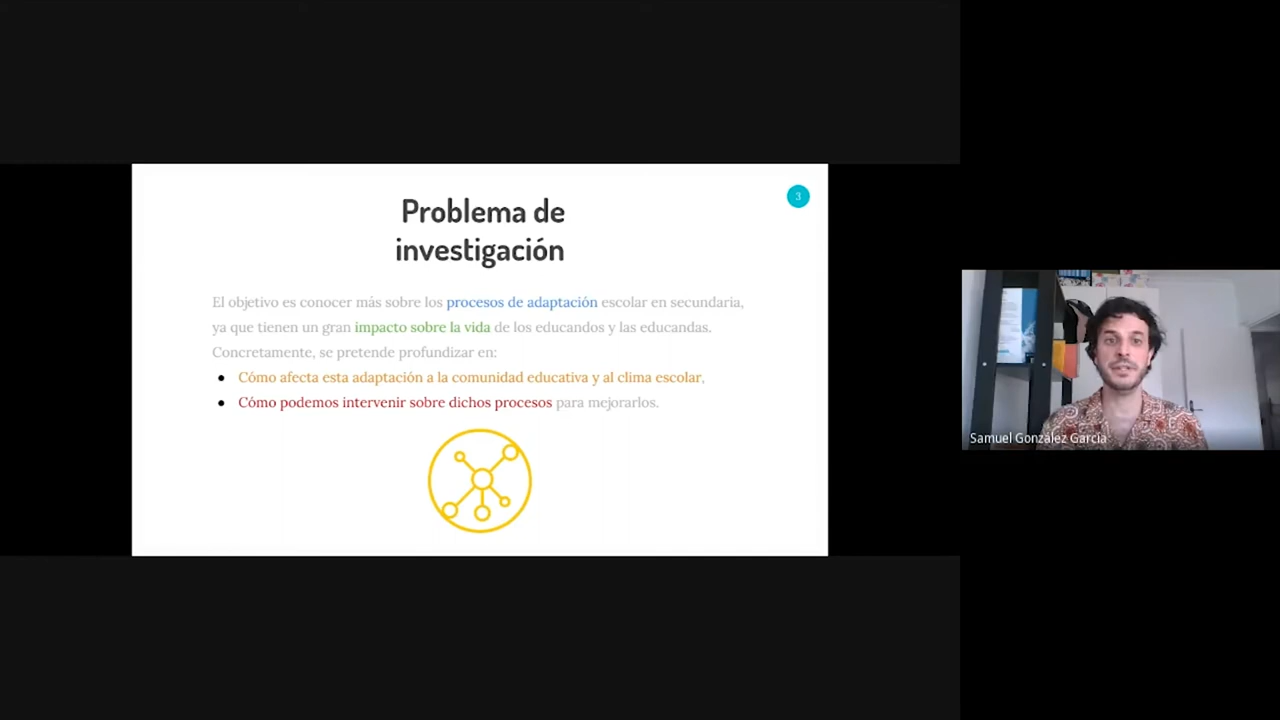 Problema de
investigación
3
El objetivo es conocer más sobre los procesos de adaptación escolar en secundaria,
ya que tienen un gran impacto sobre la vida de los educandos y las educandas.
Concretamente, se pretende profundizar en:
● Cómo afecta esta adaptación a la comunidad educativa y al clima escolar,
● Cómo podemos intervenir sobre dichos procesos para mejorarlos.
Samuel González García